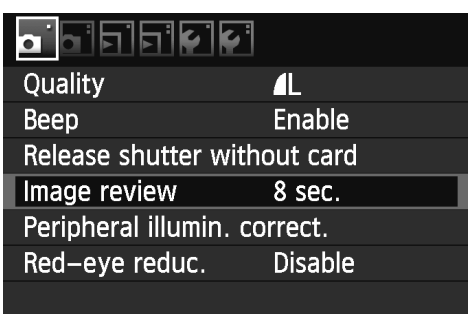 Quality L
Beep Enable
Release shutter without card
Image review 8 sec.
Peripheral illumin. correct.
Red-eye reduc. Disable